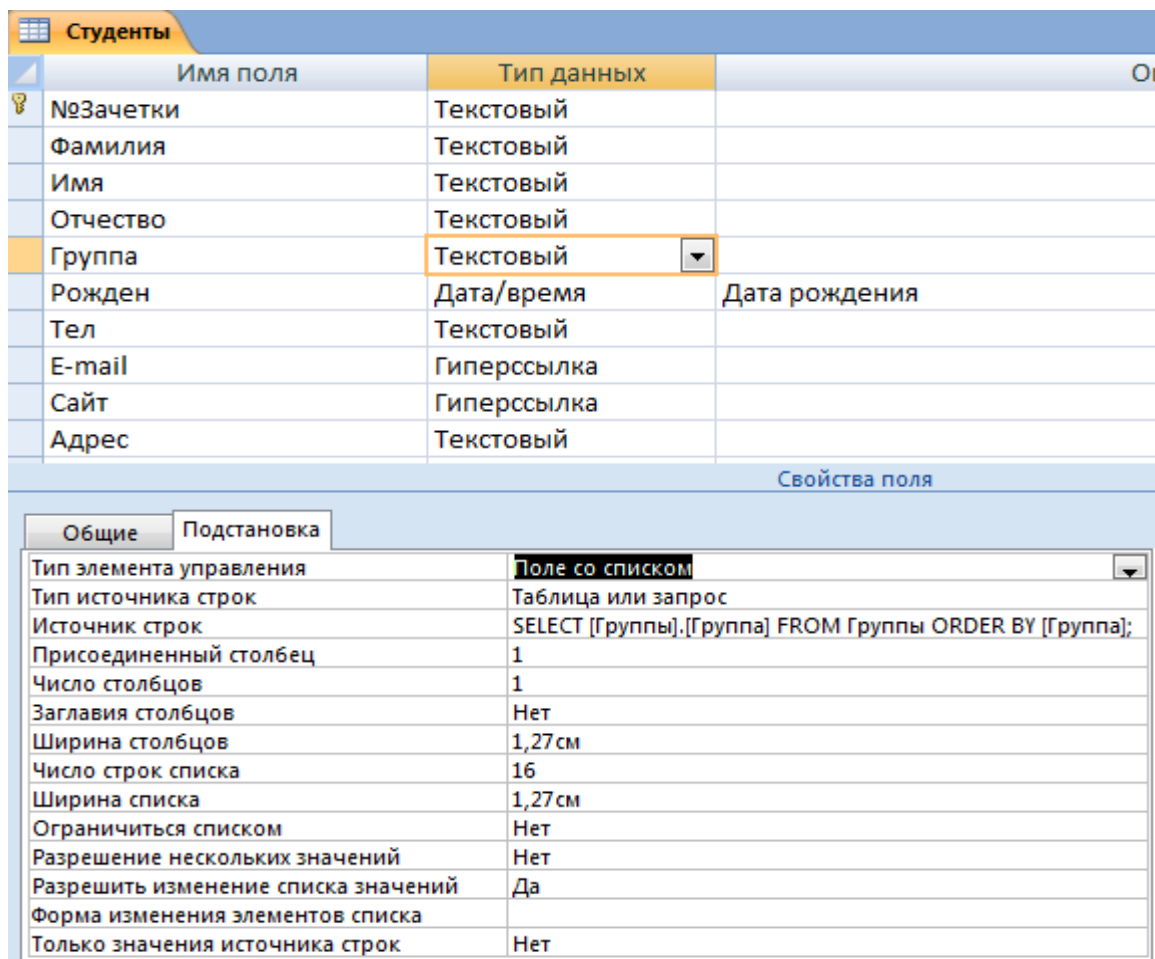 Студенты
Имя поля Тип данных О
№Зачетки Текстовый
Фамилия Текстовый
Имя Текстовый
Отчество Текстовый
Группа Текстовый
Рожден Дата/время Дата рождения
Тел Текстовый
E-mail Гиперссылка
Сайт Гиперссылка
Адрес Текстовый
Свойства поля
Общие Подстановка
Тип элемента управления Поле со списком
Тип источника строк Таблица или запрос
Источник строк SELECT [Группы].[Группа] FROM Группы ORDER BY [Группа];
Присоединенный столбец 1
Число столбцов 1
Заглавия столбцов Нет
Ширина столбцов 1,27см
Число строк списка 16
Ширина списка 1,27см
Ограничиться списком Нет
Разрешение нескольких значений Нет
Разрешить изменение списка значений Да
Форма изменения элементов списка
Только значения источника строк Нет